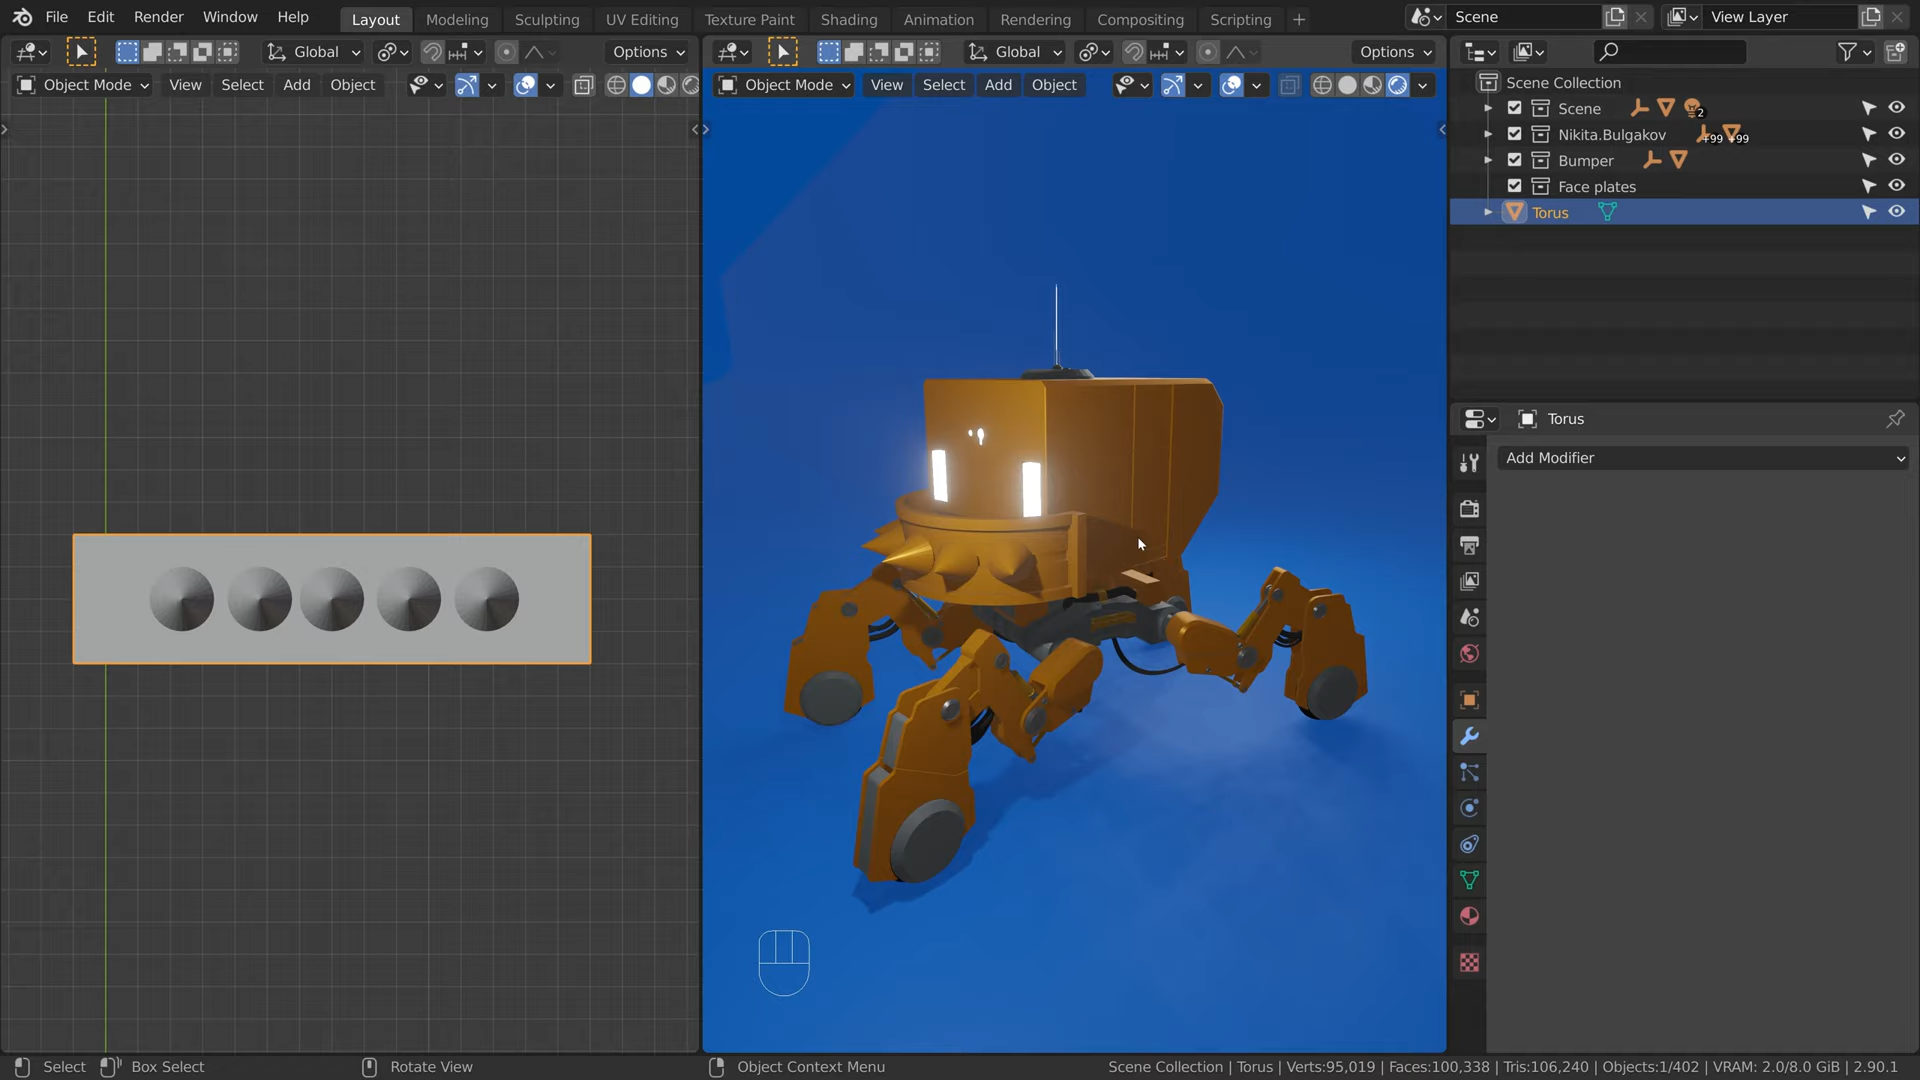 File Edit Render Window Help Layout Modeling Sculpting UV Editing Texture Paint Shading Animation Rendering Compositing Scripting + Scene View Layer
Global Options Global Options
Object Mode View Select Add Object Object Mode View Select Add Object
Scene Collection
Scene 2
Nikita.Bulgakov +99 +99
Bumper
Face plates
Torus
Torus
Add Modifier
Select Box Select Rotate View Object Context Menu Scene Collection | Torus | Verts:95,019 | Faces:100,338 | Tris:106,240 | Objects:1/402 | VRAM: 2.0/8.0 GiB | 2.90.1